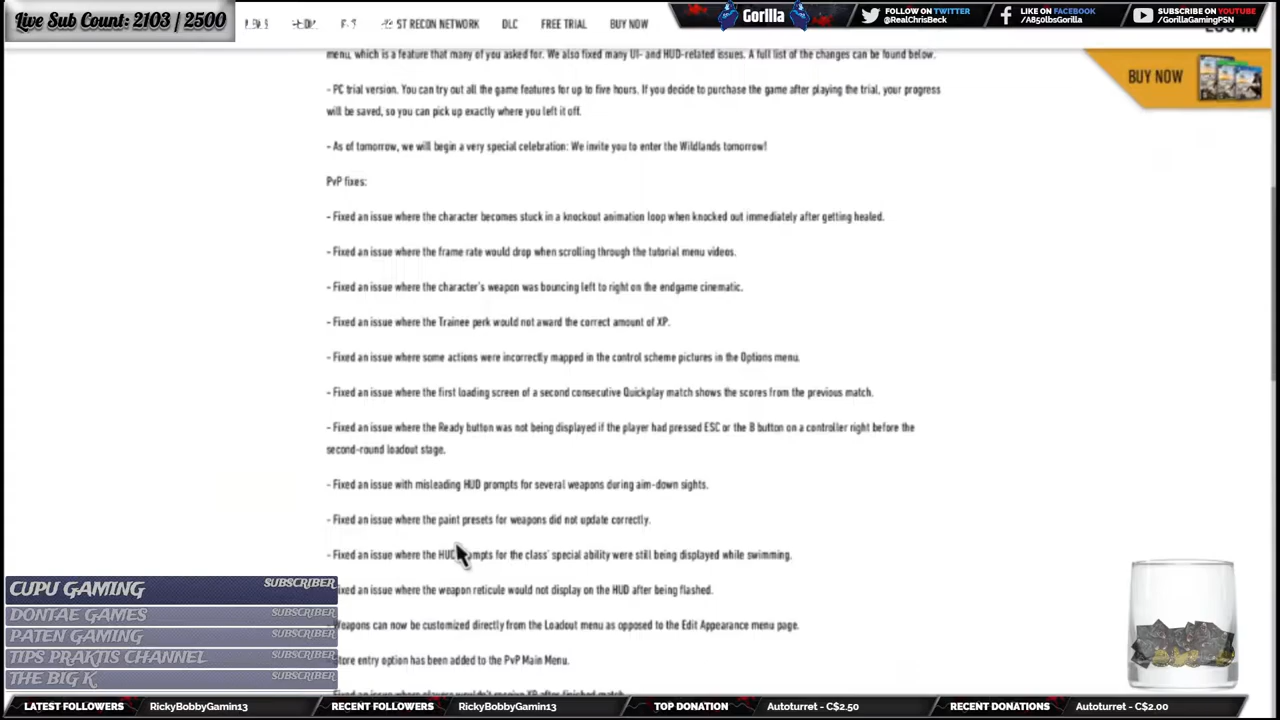 Live Sub Count: 2103 / 2500
ST RECON NETWORK
DLC
FREE TRIAL
BUY NOW
Gorilla
FOLLOW ON TWITTER
@RealChrisBeck
LIKE ON FACEBOOK
/A850lbsGorilla
SUBSCRIBE ON YOUTUBE
/GorillaGamingPSN
BUY NOW
menu, which is a feature that many of you asked for. We also fixed many UI- and HUD-related issues. A full list of the changes can be found below.
- PC trial version. You can try out all the game features for up to five hours. If you decide to purchase the game after playing the trial, your progress
will be saved, so you can pick up exactly where you left it off.
- As of tomorrow, we will begin a very special celebration: We invite you to enter the Wildlands tomorrow!
PvP fixes:
- Fixed an issue where the character becomes stuck in a knockout animation loop when knocked out immediately after getting healed.
- Fixed an issue where the frame rate would drop when scrolling through the tutorial menu videos.
- Fixed an issue where the character's weapon was bouncing left to right on the endgame cinematic.
- Fixed an issue where the Trainee perk would not award the correct amount of XP.
- Fixed an issue where some actions were incorrectly mapped in the control scheme pictures in the Options menu.
- Fixed an issue where the first loading screen of a second consecutive Quickplay match shows the scores from the previous match.
- Fixed an issue where the Ready button was not being displayed if the player had pressed ESC or the B button on a controller right before the
second-round loadout stage.
- Fixed an issue with misleading HUD prompts for several weapons during aim-down sights.
- Fixed an issue where the paint presets for weapons did not update correctly.
- Fixed an issue where the HUD mpts for the class' special ability were still being displayed while swimming.
ixed an issue where the weapon reticule would not display on the HUD after being flashed.
Weapons can now be customized directly from the Loadout menu as opposed to the Edit Appearance menu page.
tore entry option has been added to the PvP Main Menu.
Fixed an issue where players wouldn't receive XP after finished match
CUPU GAMING SUBSCRIBER
DONTAE GAMES SUBSCRIBER
PATEN GAMING SUBSCRIBER
TIPS PRAKTIS CHANNEL SUBSCRIBER
THE BIG K SUBSCRIBER
LATEST FOLLOWERS RickyBobbyGamin13 RECENT FOLLOWERS RickyBobbyGamin13 TOP DONATION Autoturret - C$2.50 RECENT DONATIONS Autoturret - C$2.00